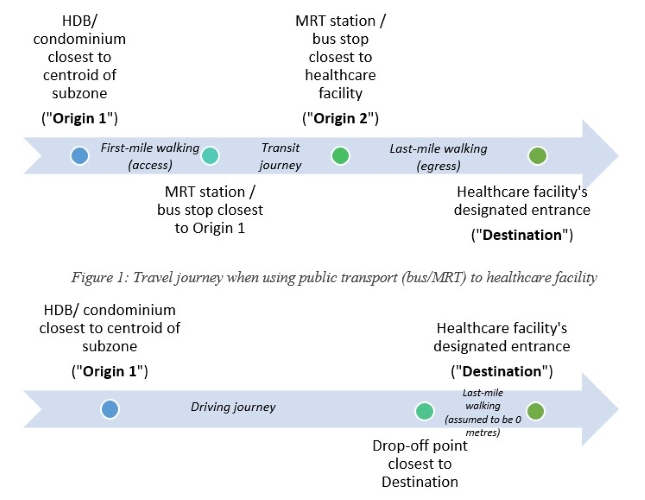 HDB/
condominium
closest to
centroid of
subzone
("Origin 1")
MRT station /
bus stop
closest to
healthcare
facility
("Origin 2")
First-mile walking
(access)
Transit
journey
Last-mile walking
(egress)
MRT station /
bus stop closest
to Origin 1
Healthcare facility's
designated entrance
("Destination")
Figure 1: Travel journey when using public transport (bus/MRT) to healthcare facility
HDB/ condominium
closest to centroid of
subzone
("Origin 1")
Healthcare facility's
designated entrance
("Destination")
Driving journey
Last-mile
walking
(assumed to be 0
metres)
Drop-off point
closest to
Destination